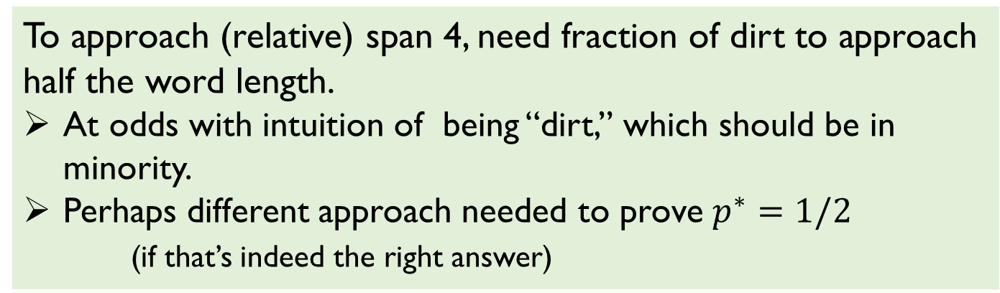 To approach (relative) span 4, need fraction of dirt to approach
half the word length.
➢ At odds with intuition of being “dirt,” which should be in
minority.
➢ Perhaps different approach needed to prove p* = 1/2
(if that’s indeed the right answer)